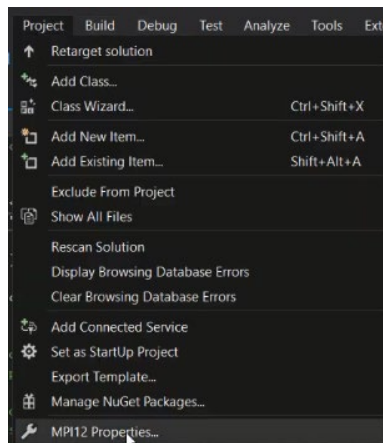 Project Build Debug Test Analyze Tools Ext
Retarget solution
Add Class...
Class Wizard... Ctrl+Shift+X
Add New Item... Ctrl+Shift+A
Add Existing Item... Shift+Alt+A
Exclude From Project
Show All Files
Rescan Solution
Display Browsing Database Errors
Clear Browsing Database Errors
Add Connected Service
Set as StartUp Project
Export Template...
Manage NuGet Packages...
MPI12 Properties...